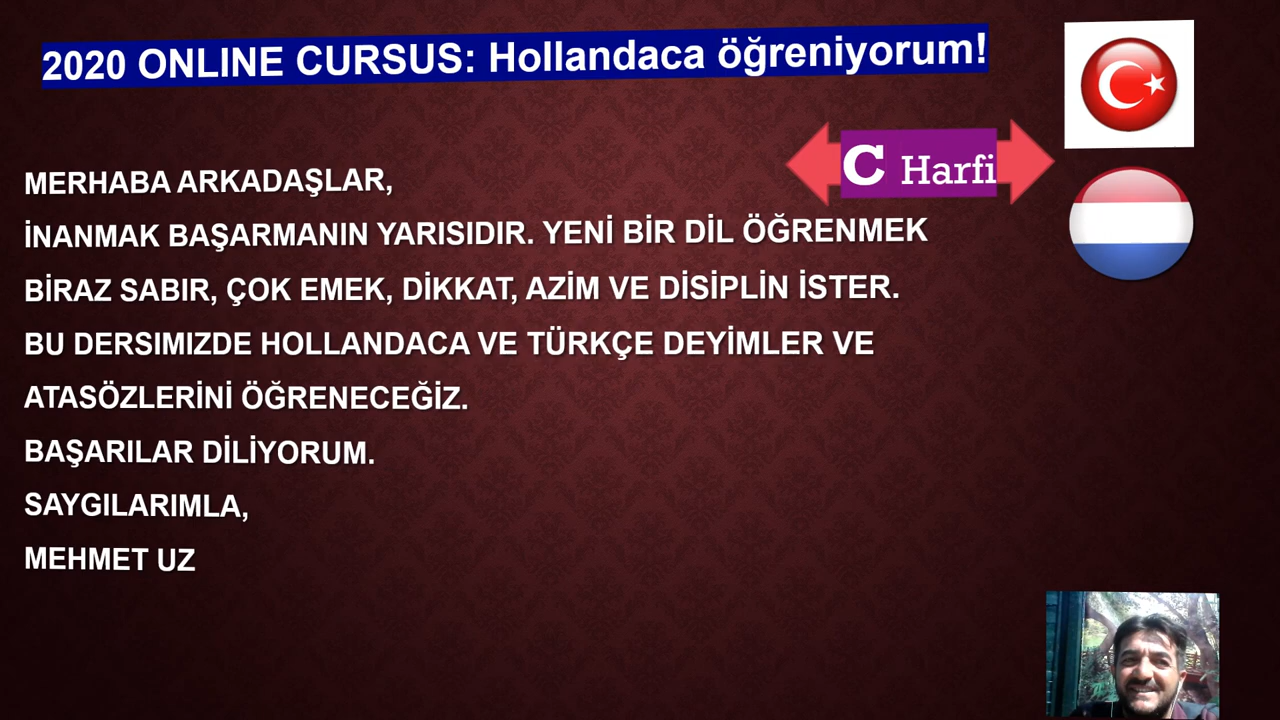 2020 ONLINE CURSUS: Hollandaca öğreniyorum!
C Harfi
MERHABA ARKADAŞLAR,
İNANMAK BAŞARMANIN YARISIDIR. YENİ BİR DİL ÖĞRENMEK
BİRAZ SABIR, ÇOK EMEK, DİKKAT, AZİM VE DİSİPLİN İSTER.
BU DERSIMIZDE HOLLANDACA VE TÜRKÇE DEYİMLER VE
ATASÖZLERİNİ ÖĞRENECEĞİZ.
BAŞARILAR DİLİYORUM.
SAYGILARIMLA,
MEHMET UZ